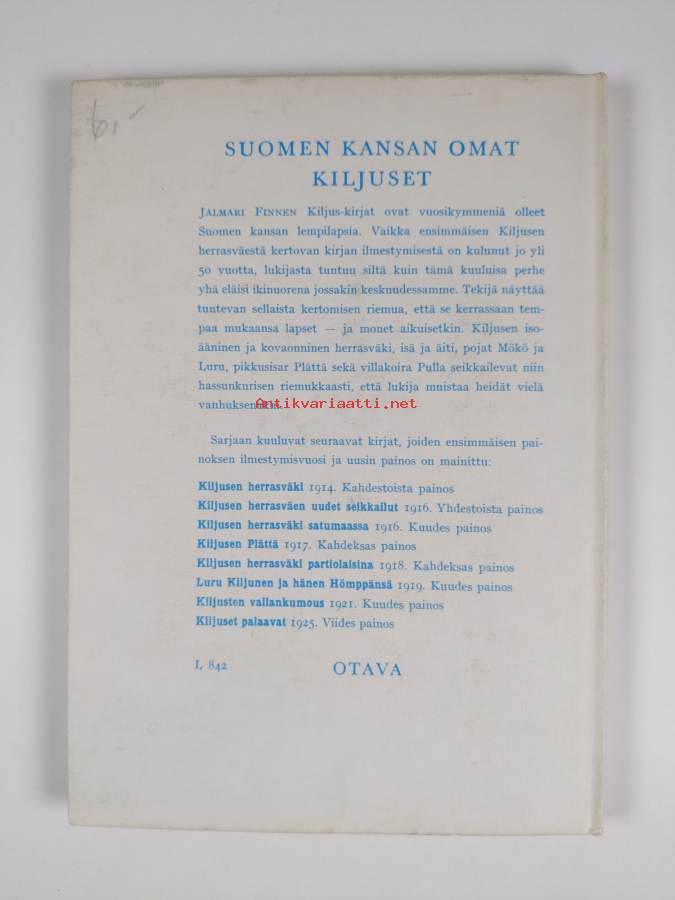 6,-
SUOMEN KANSAN OMAT
KILJUSET
JALMARI FINNEN Kiljus-kirjat ovat vuosikymmeniä olleet
Suomen kansan lempilapsia. Vaikka ensimmäisen Kiljusen
herrasväestä kertovan kirjan ilmestymisestä on kulunut jo yli
50 vuotta, lukijasta tuntuu siltä kuin tämä kuuluisa perhe
yhä eläisi ikinuorena jossakin keskuudessamme. Tekijä näyttää
tuntevan sellaista kertomisen riemua, että se kerrassaan tem-
paa mukaansa lapset — ja monet aikuisetkin. Kiljusen iso-
ääninen ja kovaonninen herrasväki, isä ja äiti, pojat Mökö ja
Luru, pikkusisar Plättä sekä villakoira Pulla seikkailevat niin
hassunkurisen riemukkaasti, että lukija muistaa heidät vielä
vanhuksenakin.
Antikvariaatti.net
Sarjaan kuuluvat seuraavat kirjat, joiden ensimmäisen pai-
noksen ilmestymisvuosi ja uusin painos on mainittu:
Kiljusen herrasväki 1914. Kahdestoista painos
Kiljusen herrasväen uudet seikkailut 1916. Yhdestoista painos
Kiljusen herrasväki satumaassa 1916. Kuudes painos
Kiljusen Plättä 1917. Kahdeksas painos
Kiljusen herrasväki partiolaisina 1918. Kahdeksas painos
Luru Kiljunen ja hänen Hömppänsä 1919. Kuudes painos
Kiljusten vallankumous 1921. Kuudes painos
Kiljuset palaavat 1925. Viides painos
L 842
OTAVA